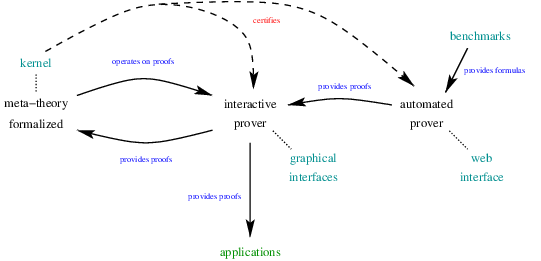 certifies
benchmarks
kernel
operates on proofs
provides formulas
provides proofs
meta−theory
formalized
interactive
prover
automated
prover
provides proofs
graphical
interfaces
web
interface
provides proofs
applications